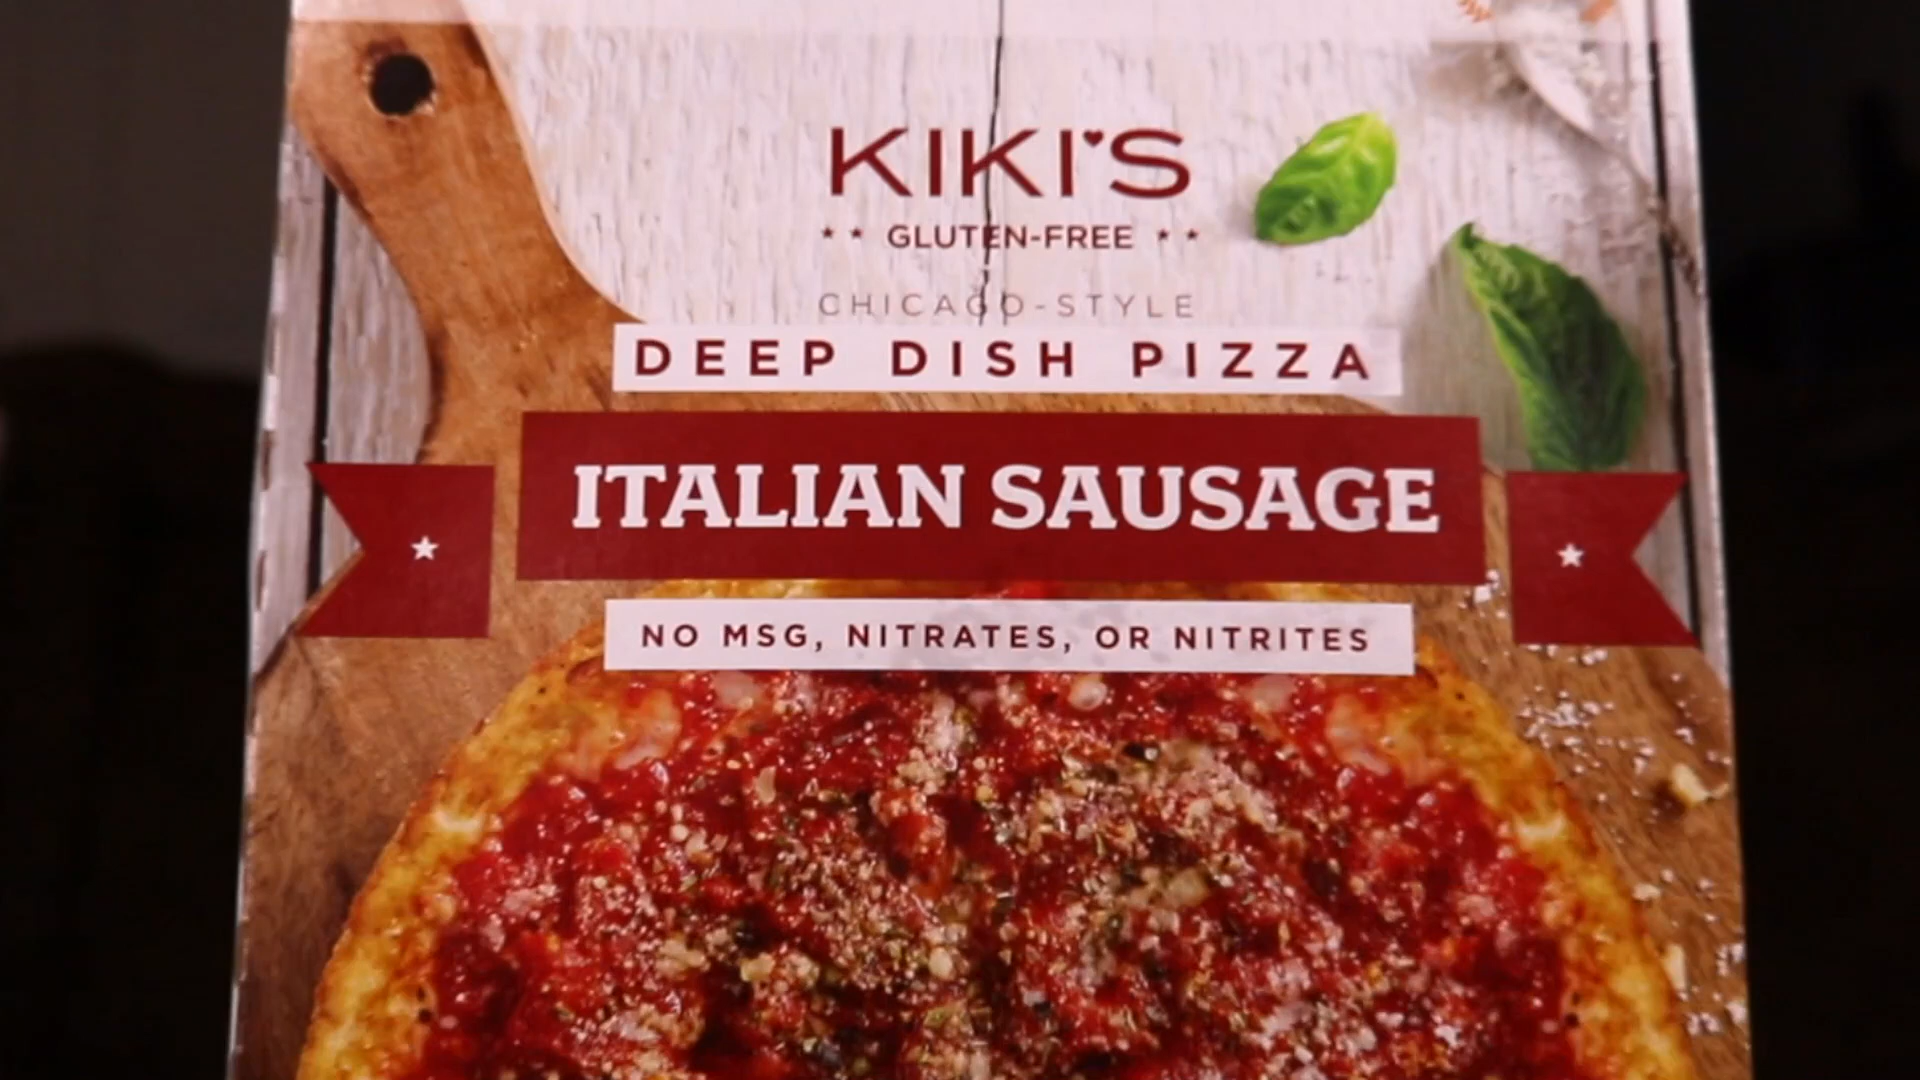 KIKI'S
GLUTEN-FREE
CHICAGO-STYLE
DEEP DISH PIZZA
ITALIAN SAUSAGE
NO MSG, NITRATES, OR NITRITES